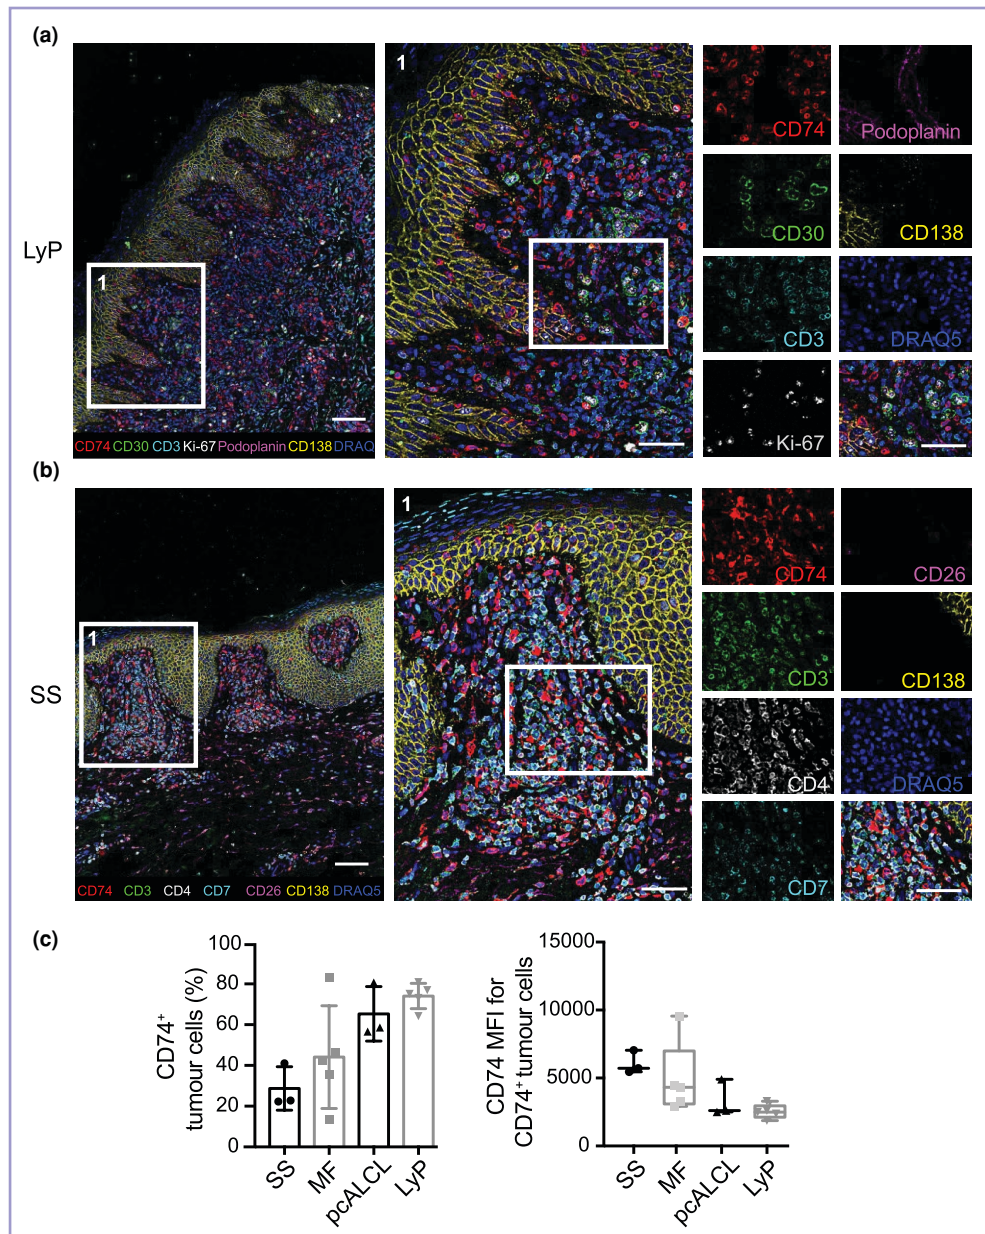 (a)
LyP
1
1
CD74 CD30 CD3 Ki-67 Podoplanin CD138 DRAQ
CD74
Podoplanin
CD30
CD138
CD3
DRAQ5
Ki-67
(b)
SS
1
1
CD74 CD3 CD4 CD7 CD26 CD138 DRAQ5
CD74
CD26
CD3
CD138
CD4
DRAQ5
CD7
(c)
CD74⁺
tumour cells (%)
100
80
60
40
20
0
SS
MF
pcALCL
LyP
CD74 MFI for
CD74⁺ tumour cells
15000
10000
5000
0
SS
MF
pcALCL
LyP